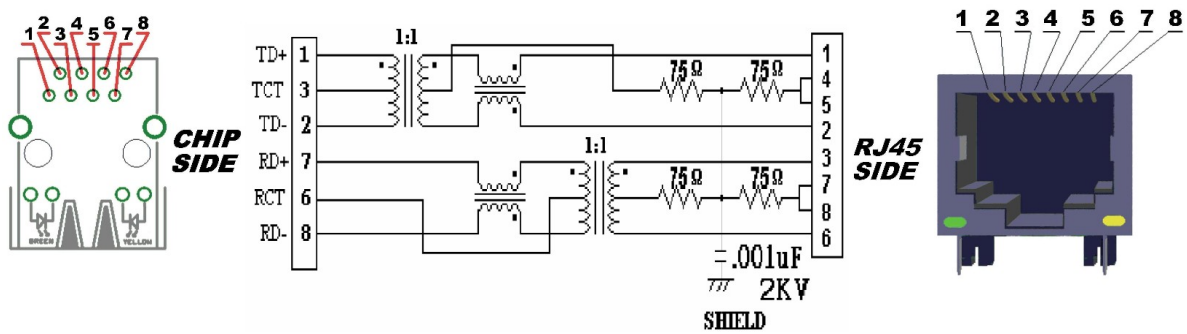 1 2 3 4 5 6 7 8
CHIP SIDE
GREEN YELLOW
1:1
TD+ 1
TCT 3
TD- 2
RD+ 7
RCT 6
RD- 8
75Ω 75Ω
1:1
75Ω 75Ω
.001uF
2KV
SHIELD
1
4
5
2
3
7
8
6
RJ45 SIDE
1 2 3 4 5 6 7 8